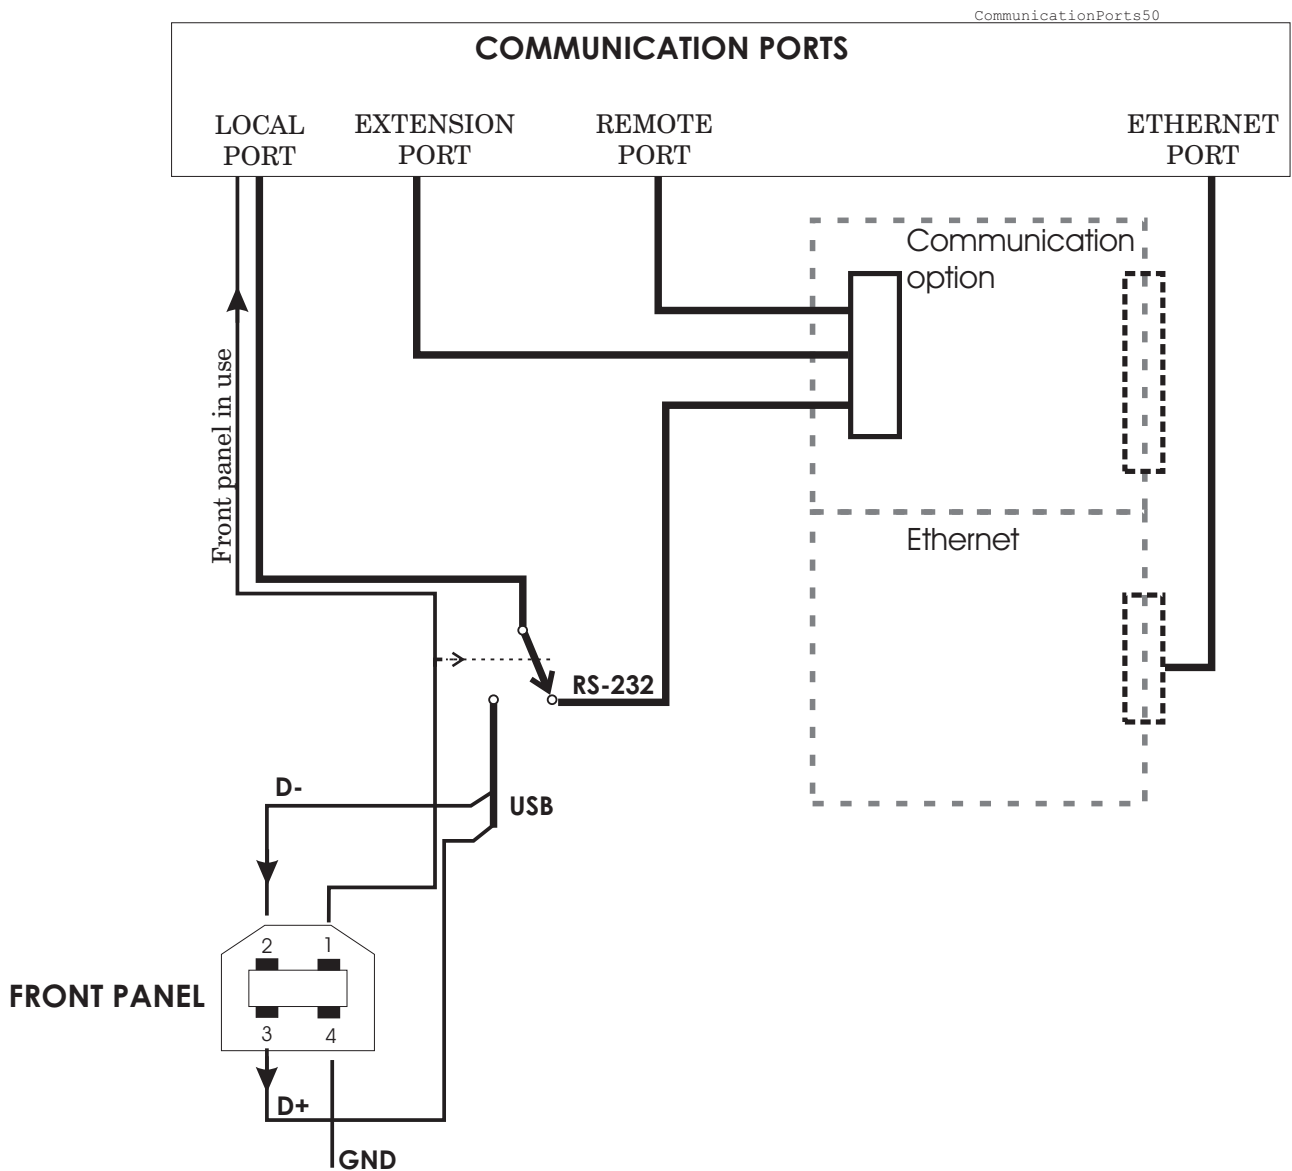 CommunicationPorts50
COMMUNICATION PORTS
LOCAL
PORT
EXTENSION
PORT
REMOTE
PORT
ETHERNET
PORT
Communication
option
Front panel in use
Ethernet
RS-232
D-
USB
2 1
FRONT PANEL
3 4
D+
GND